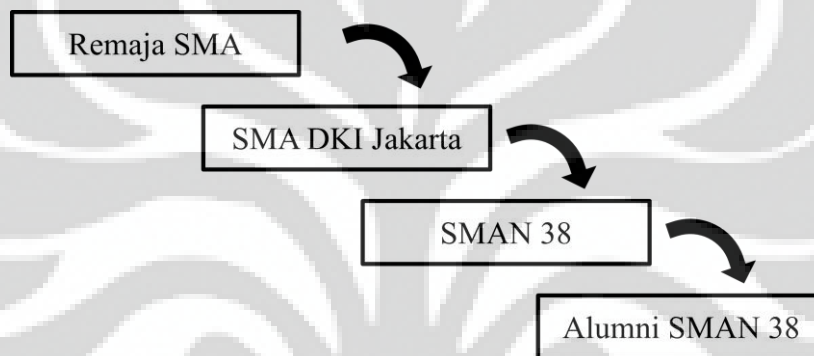 Remaja SMA
SMA DKI Jakarta
SMAN 38
Alumni SMAN 38